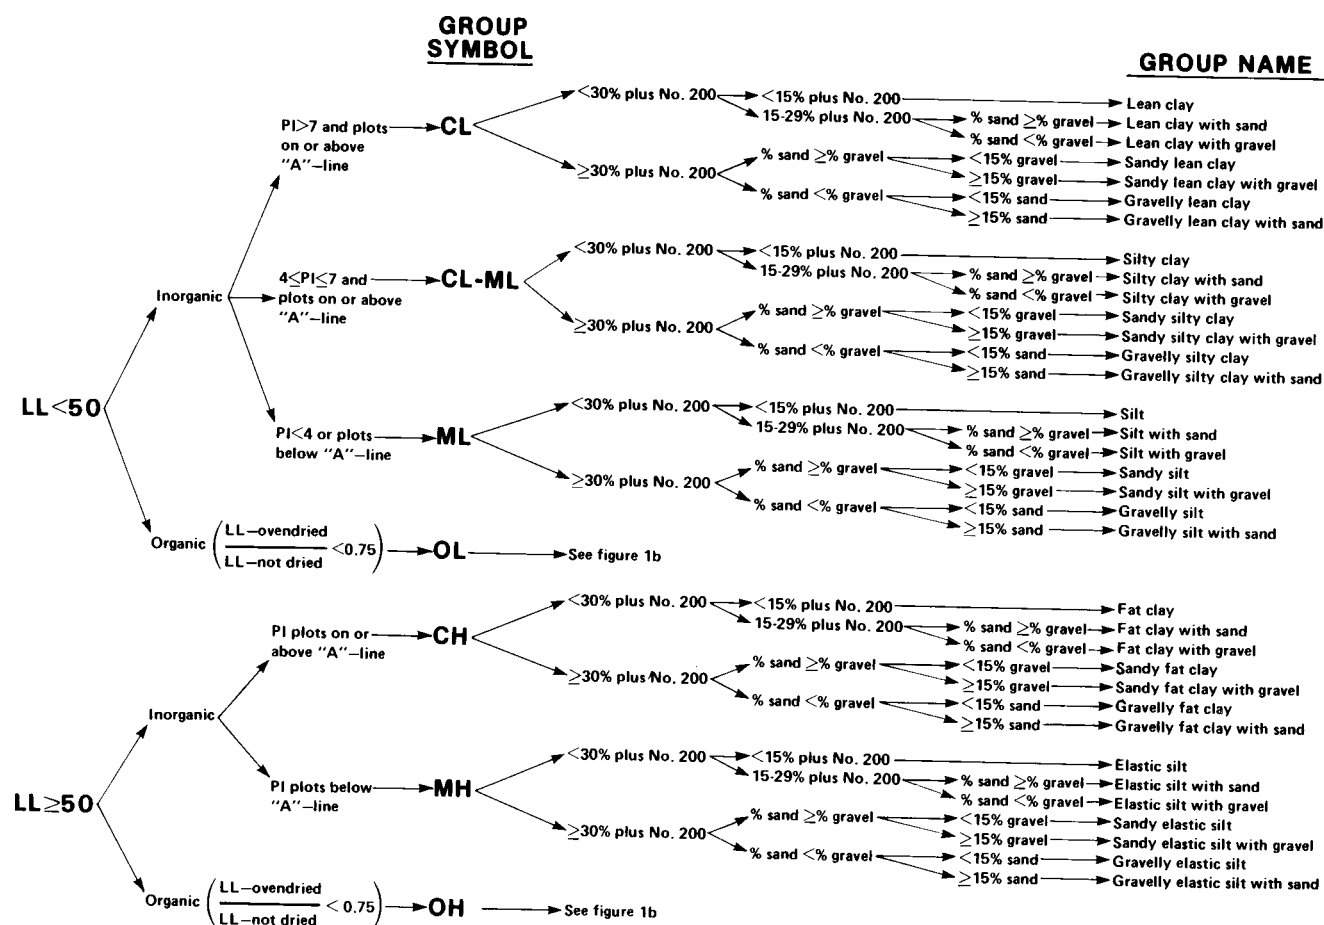 GROUP
SYMBOL
GROUP NAME
LL<50
Inorganic
PI>7 and plots
on or above
"A"—line
CL
<30% plus No. 200
<15% plus No. 200
Lean clay
15-29% plus No. 200
% sand ≥% gravel
Lean clay with sand
% sand <% gravel
Lean clay with gravel
≥30% plus No. 200
% sand ≥% gravel
<15% gravel
Sandy lean clay
≥15% gravel
Sandy lean clay with gravel
% sand <% gravel
<15% sand
Gravelly lean clay
≥15% sand
Gravelly lean clay with sand
4≤PI≤7 and
plots on or above
"A"—line
CL-ML
<30% plus No. 200
<15% plus No. 200
Silty clay
15-29% plus No. 200
% sand ≥% gravel
Silty clay with sand
% sand <% gravel
Silty clay with gravel
≥30% plus No. 200
% sand ≥% gravel
<15% gravel
Sandy silty clay
≥15% gravel
Sandy silty clay with gravel
% sand <% gravel
<15% sand
Gravelly silty clay
≥15% sand
Gravelly silty clay with sand
PI<4 or plots
below "A"—line
ML
<30% plus No. 200
<15% plus No. 200
Silt
15-29% plus No. 200
% sand ≥% gravel
Silt with sand
% sand <% gravel
Silt with gravel
≥30% plus No. 200
% sand ≥% gravel
<15% gravel
Sandy silt
≥15% gravel
Sandy silt with gravel
% sand <% gravel
<15% sand
Gravelly silt
≥15% sand
Gravelly silt with sand
Organic
LL—ovendried
LL—not dried
<0.75
OL
See figure 1b
LL≥50
Inorganic
PI plots on or
above "A"—line
CH
<30% plus No. 200
<15% plus No. 200
Fat clay
15-29% plus No. 200
% sand ≥% gravel
Fat clay with sand
% sand <% gravel
Fat clay with gravel
≥30% plus No. 200
% sand ≥% gravel
<15% gravel
Sandy fat clay
≥15% gravel
Sandy fat clay with gravel
% sand <% gravel
<15% sand
Gravelly fat clay
≥15% sand
Gravelly fat clay with sand
PI plots below
"A"—line
MH
<30% plus No. 200
<15% plus No. 200
Elastic silt
15-29% plus No. 200
% sand ≥% gravel
Elastic silt with sand
% sand <% gravel
Elastic silt with gravel
≥30% plus No. 200
% sand ≥% gravel
<15% gravel
Sandy elastic silt
≥15% gravel
Sandy elastic silt with gravel
% sand <% gravel
<15% sand
Gravelly elastic silt
≥15% sand
Gravelly elastic silt with sand
Organic
LL—ovendried
LL—not dried
<0.75
OH
See figure 1b